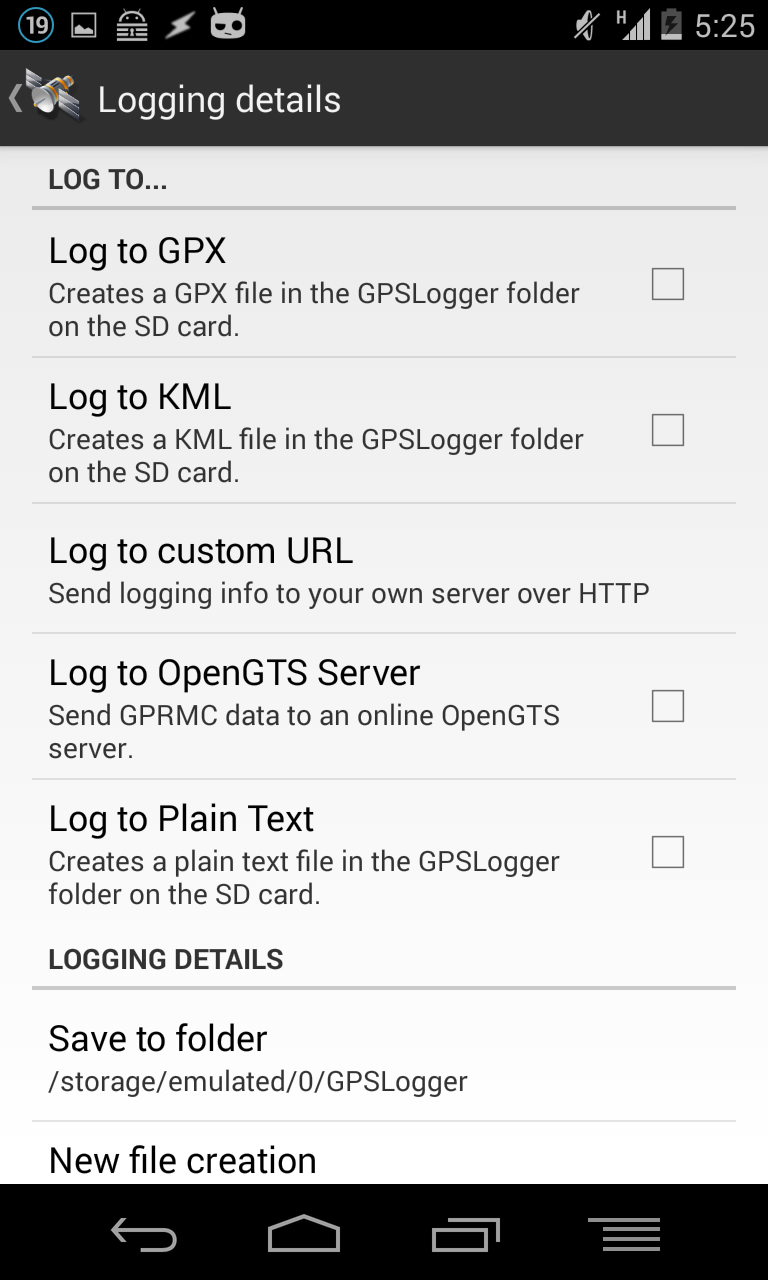 19 H 5:25
Logging details
LOG TO...
Log to GPX
Creates a GPX file in the GPSLogger folder
on the SD card.
Log to KML
Creates a KML file in the GPSLogger folder
on the SD card.
Log to custom URL
Send logging info to your own server over HTTP
Log to OpenGTS Server
Send GPRMC data to an online OpenGTS
server.
Log to Plain Text
Creates a plain text file in the GPSLogger
folder on the SD card.
LOGGING DETAILS
Save to folder
/storage/emulated/0/GPSLogger
New file creation